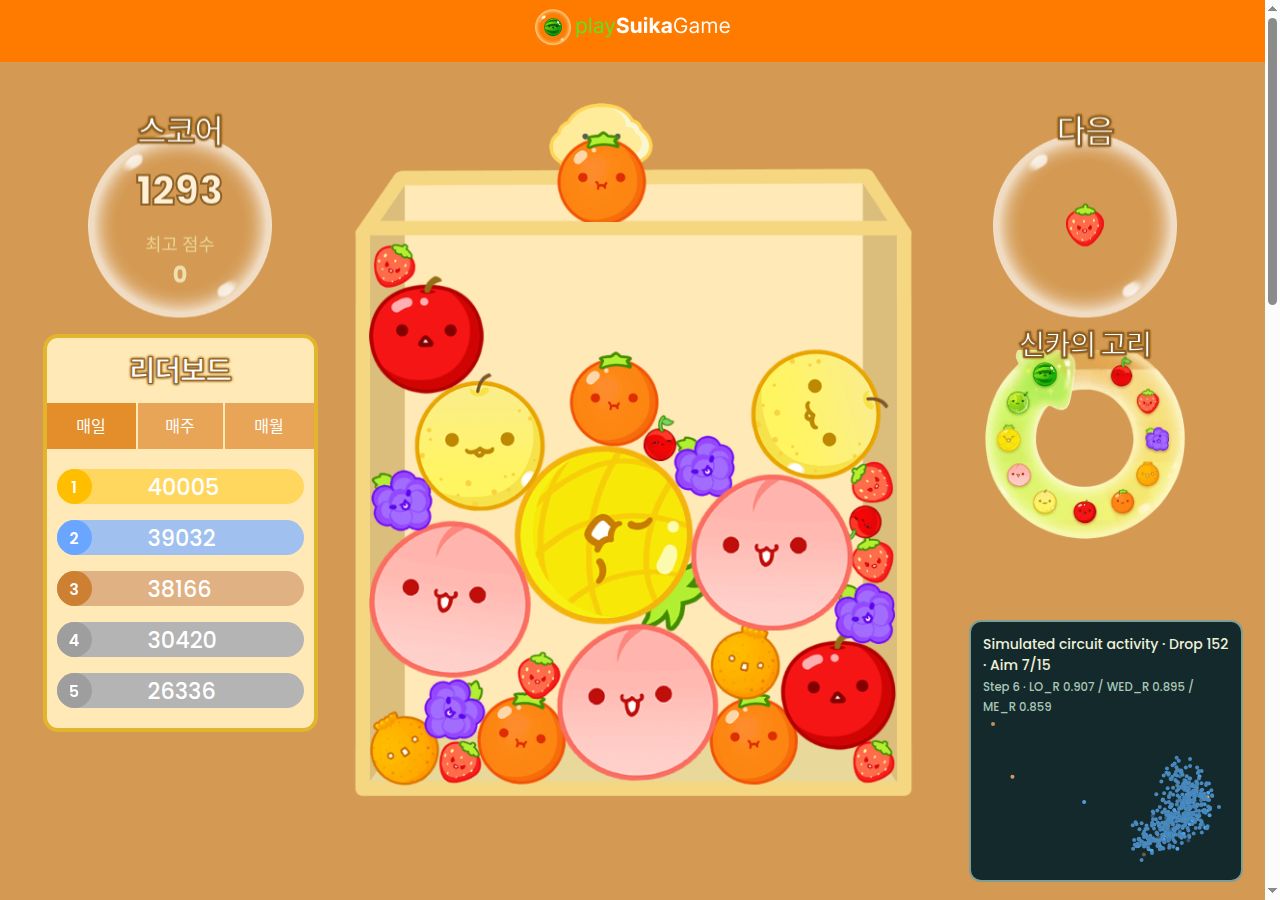 playSuikaGame
스코어
1293
최고 점수
0
리더보드
매일 매주 매월
1 40005
2 39032
3 38166
4 30420
5 26336
다음
신카의 고리
Simulated circuit activity · Drop 152
· Aim 7/15
Step 6 · LO_R 0.907 / WED_R 0.895 /
ME_R 0.859